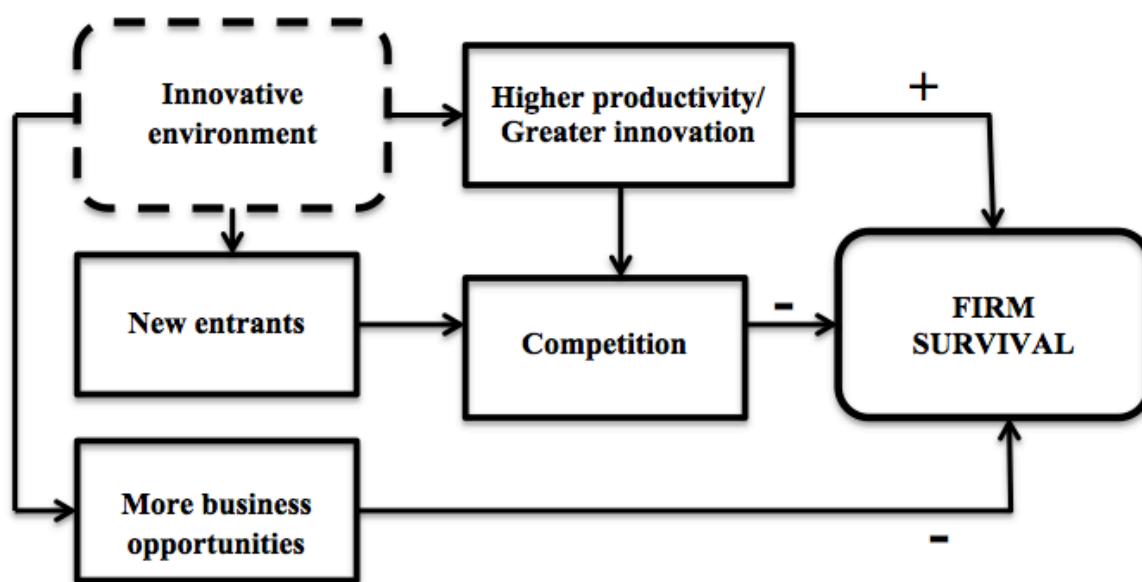 Innovative
environment
Higher productivity/
Greater innovation
+
New entrants
Competition
-
FIRM
SURVIVAL
More business
opportunities
-